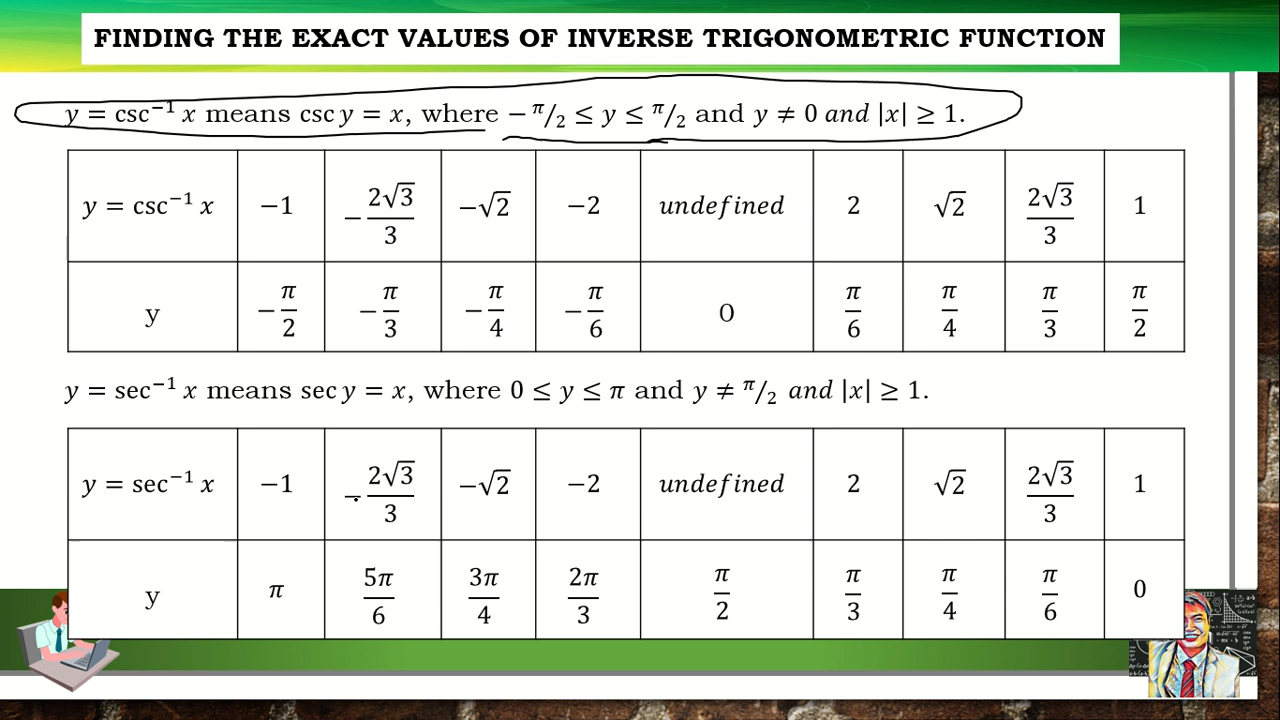 FINDING THE EXACT VALUES OF INVERSE TRIGONOMETRIC FUNCTION
y = csc⁻¹ x means csc y = x, where −π/2 ≤ y ≤ π/2 and y ≠ 0 and |x| ≥ 1.
y = csc⁻¹ x −1 −2√3/3 −√2 −2 undefined 2 √2 2√3/3 1
y −π/2 −π/3 −π/4 −π/6 0 π/6 π/4 π/3 π/2
y = sec⁻¹ x means sec y = x, where 0 ≤ y ≤ π and y ≠ π/2 and |x| ≥ 1.
y = sec⁻¹ x −1 −2√3/3 −√2 −2 undefined 2 √2 2√3/3 1
y π 5π/6 3π/4 2π/3 π/2 π/3 π/4 π/6 0